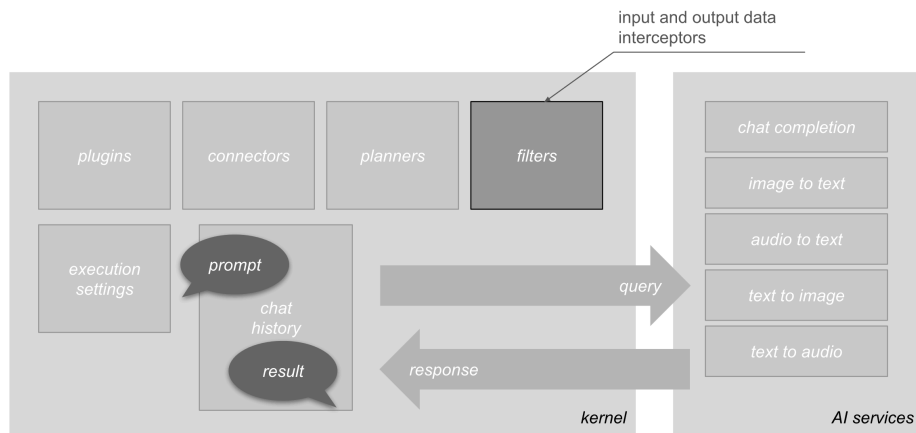 input and output data
interceptors
plugins
connectors
planners
filters
chat completion
image to text
audio to text
text to image
text to audio
execution
settings
prompt
chat
history
result
query
response
kernel
AI services